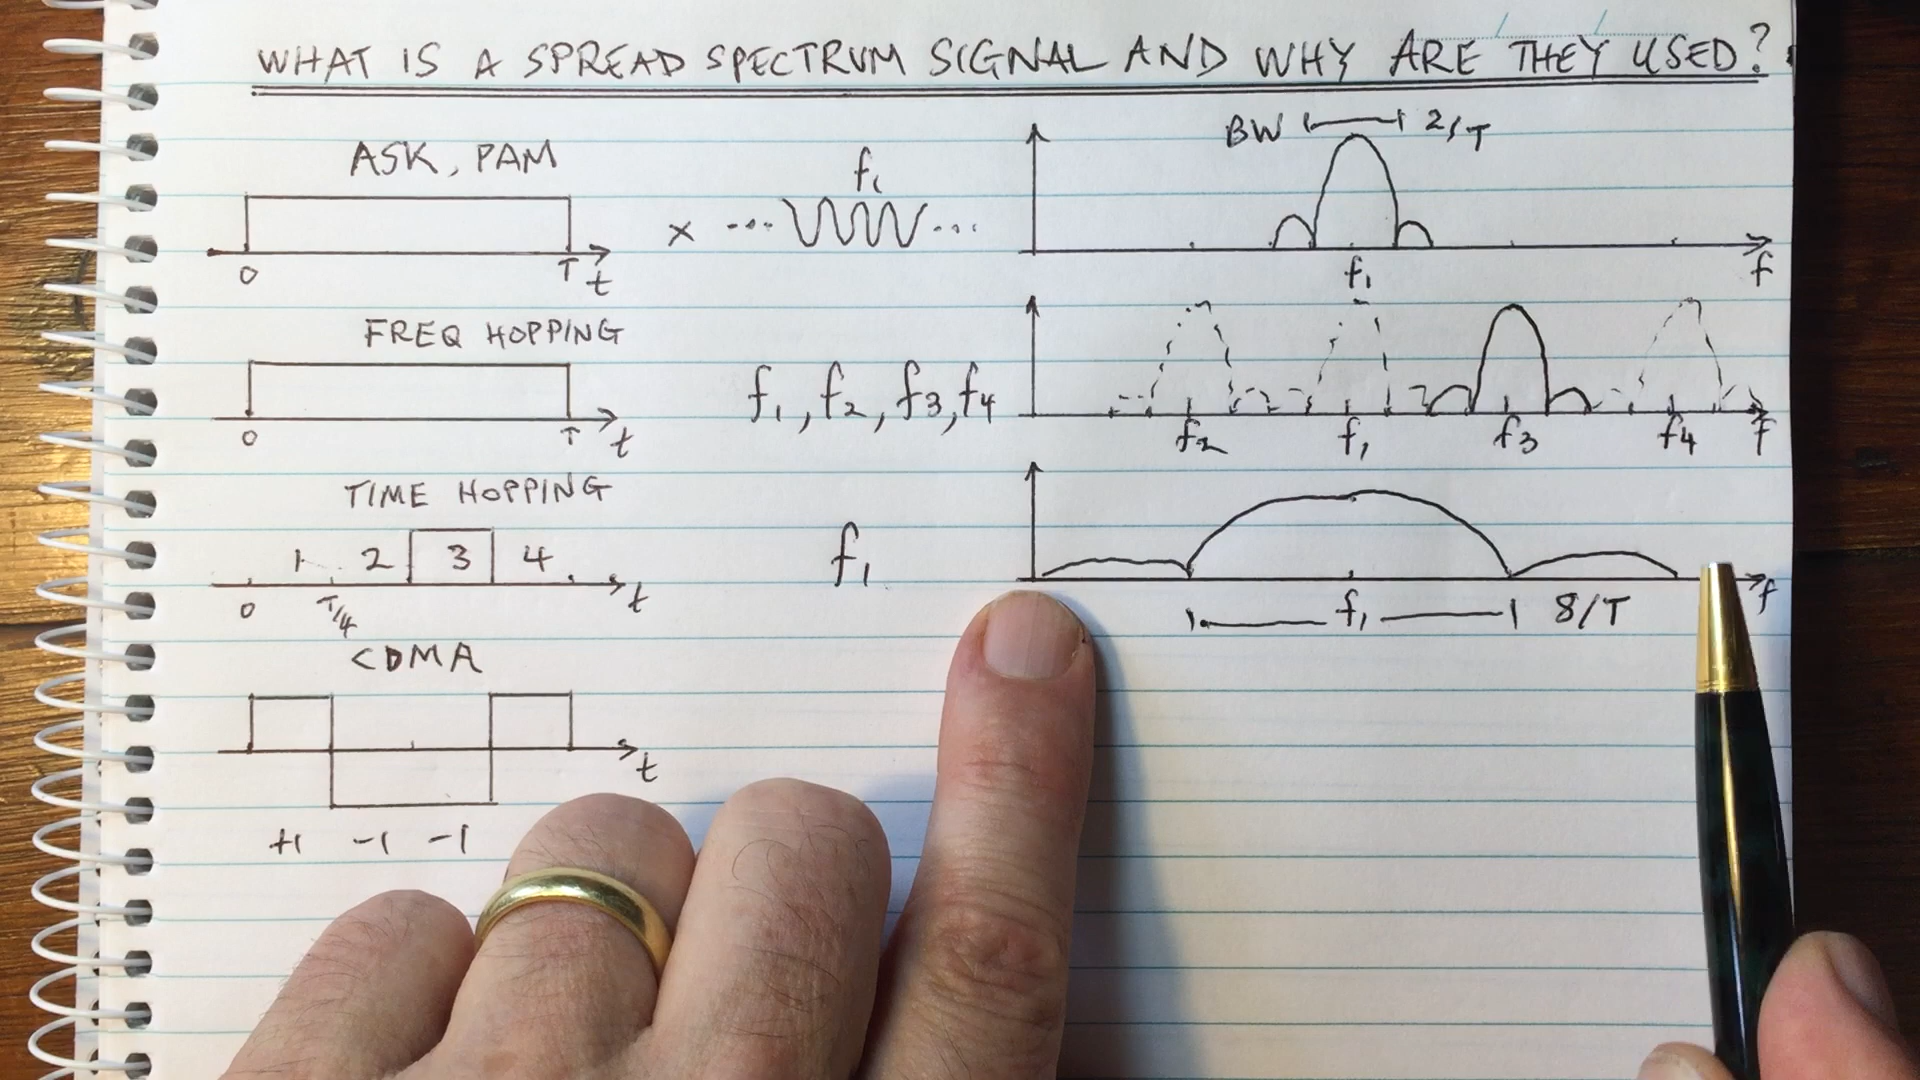 WHAT IS A SPREAD SPECTRUM SIGNAL AND WHY ARE THEY USED?
ASK, PAM
0 T t
x ... f1 ...
BW 2/T
f1 f
FREQ HOPPING
0 T t
f1, f2, f3, f4
f2 f1 f3 f4 f
TIME HOPPING
1 2 3 4
0 T/4 t
f1
f1 8/T f
CDMA
t
+1 -1 -1